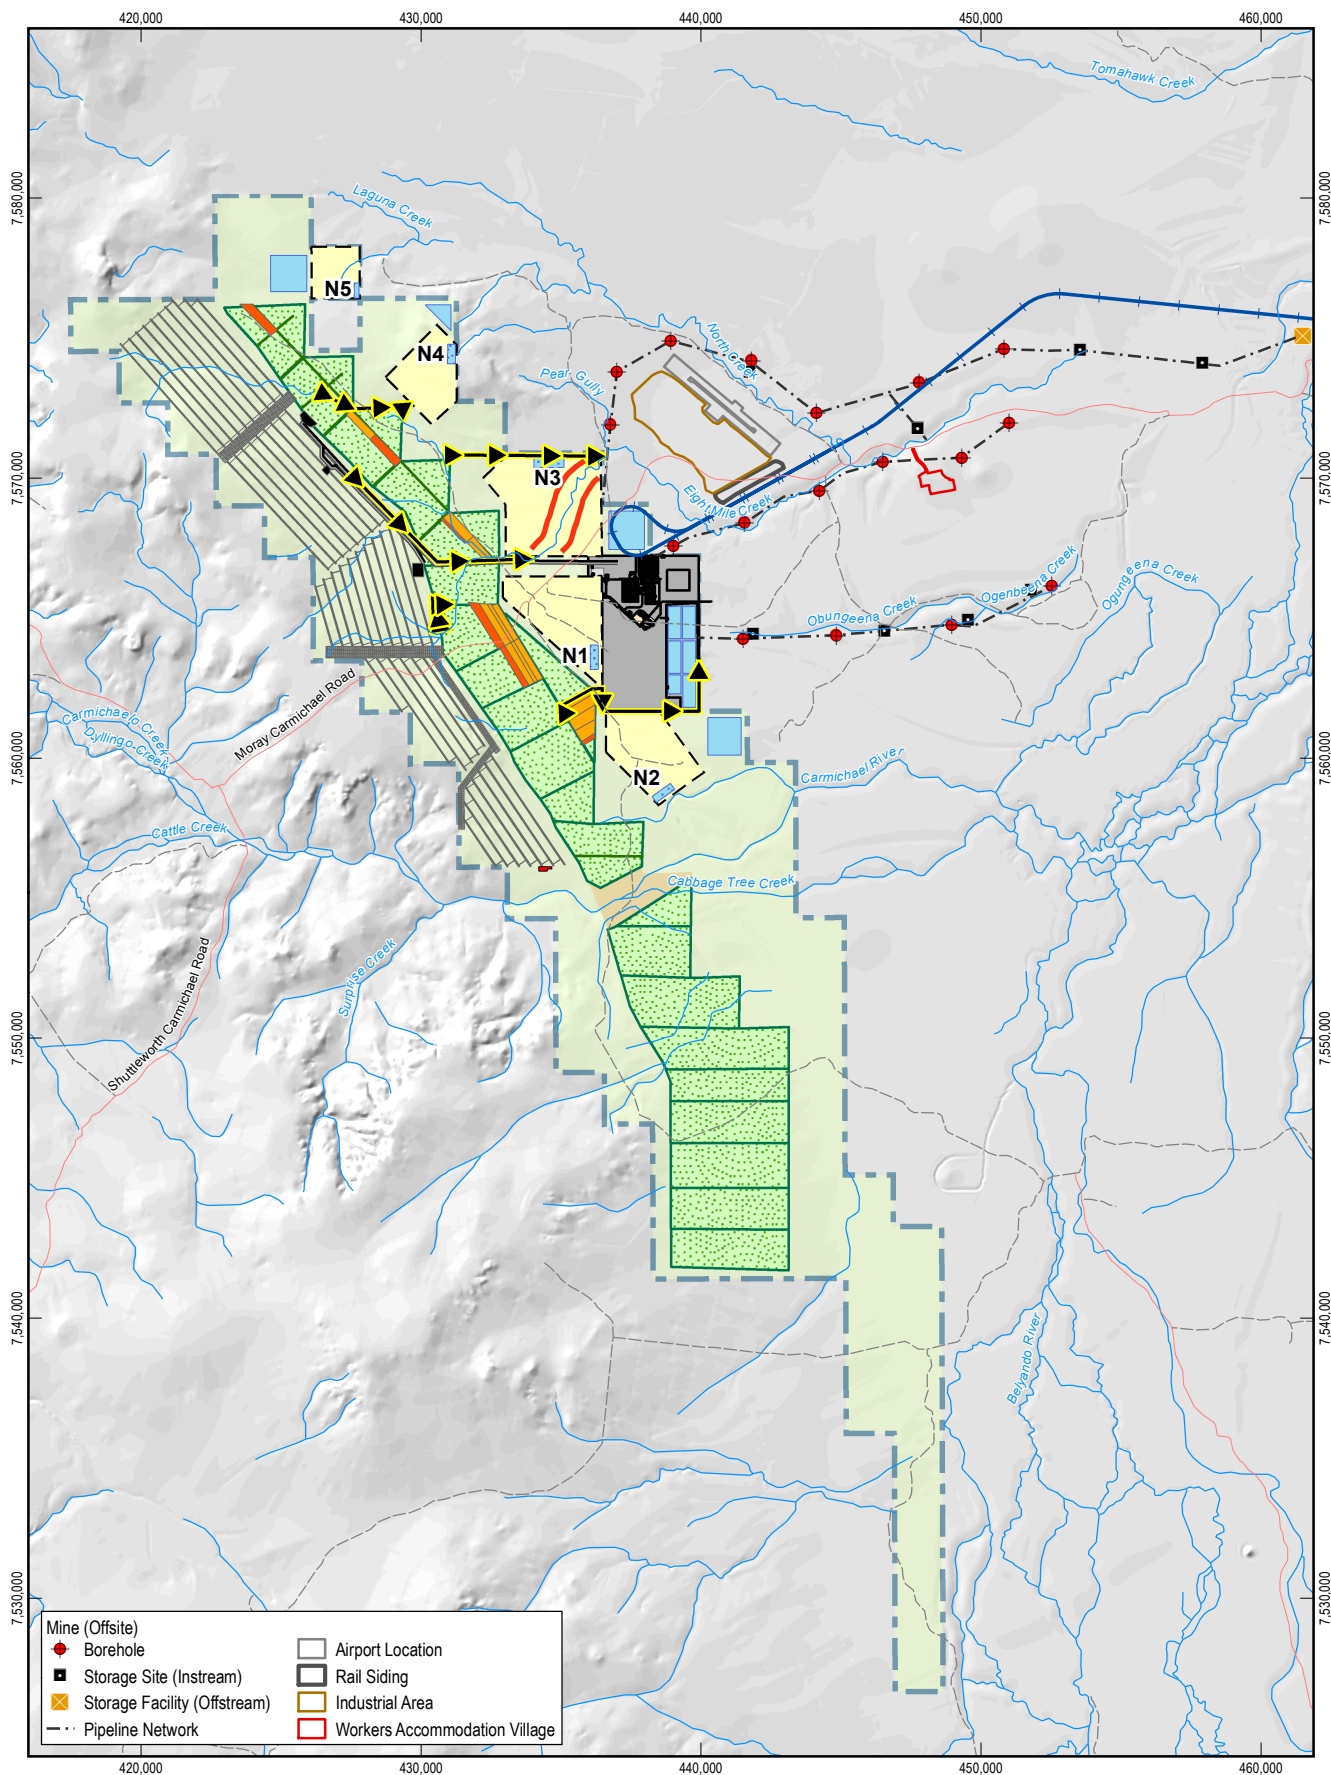 420,000
430,000
440,000
450,000
460,000
Tomahawk Creek
7,580,000
7,580,000
Laguna Creek
N5
North Creek
N4
Pear Gully
7,570,000
N3
7,570,000
Eight Mile Creek
Ogenbeena Creek
Ogungeena Creek
Obungeena Creek
N1
Moray Carmichael Road
Carmichaelo Creek
Dyllingo Creek
7,560,000
N2
Carmichael River
7,560,000
Cattle Creek
Cabbage Tree Creek
Surprise Creek
Shuttleworth Carmichael Road
7,550,000
7,550,000
7,540,000
7,540,000
Belyando River
7,530,000
7,530,000
Mine (Offsite)
Borehole
Storage Site (Instream)
Storage Facility (Offstream)
Pipeline Network
Airport Location
Rail Siding
Industrial Area
Workers Accommodation Village
420,000
430,000
440,000
450,000
460,000